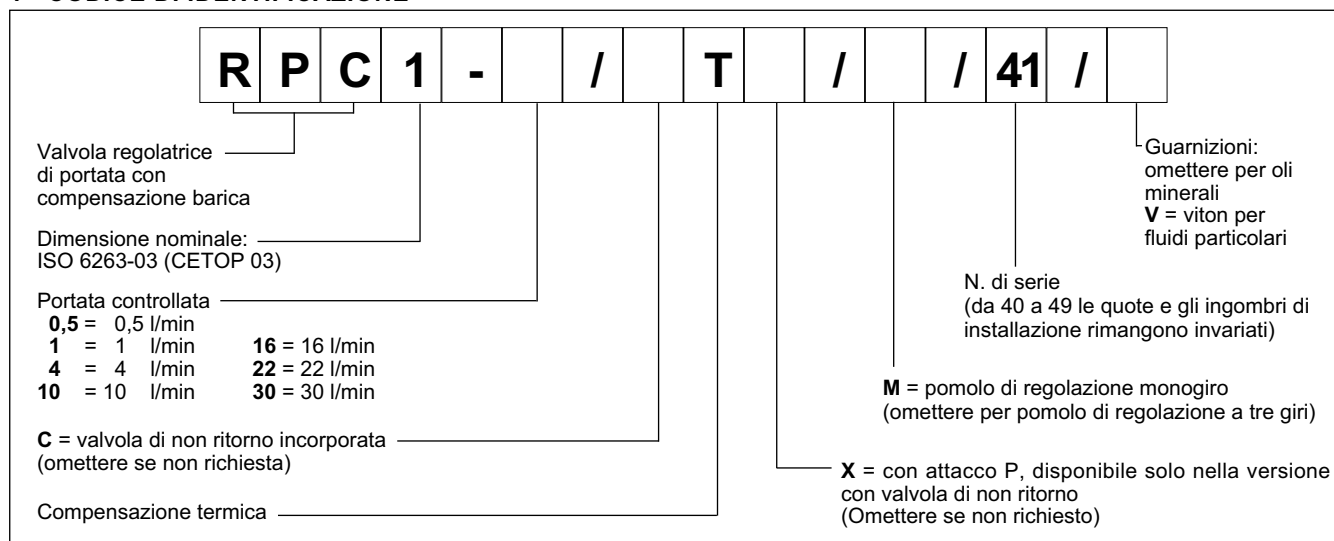 R P C 1 - / T / / 41 /
Valvola regolatrice
di portata con
compensazione barica
Dimensione nominale:
ISO 6263-03 (CETOP 03)
Portata controllata
0,5 = 0,5 l/min
1 = 1 l/min 16 = 16 l/min
4 = 4 l/min 22 = 22 l/min
10 = 10 l/min 30 = 30 l/min
C = valvola di non ritorno incorporata
(omettere se non richiesta)
Compensazione termica
Guarnizioni:
omettere per oli
minerali
V = viton per
fluidi particolari
N. di serie
(da 40 a 49 le quote e gli ingombri di
installazione rimangono invariati)
M = pomolo di regolazione monogiro
(omettere per pomolo di regolazione a tre giri)
X = con attacco P, disponibile solo nella versione
con valvola di non ritorno
(Omettere se non richiesto)